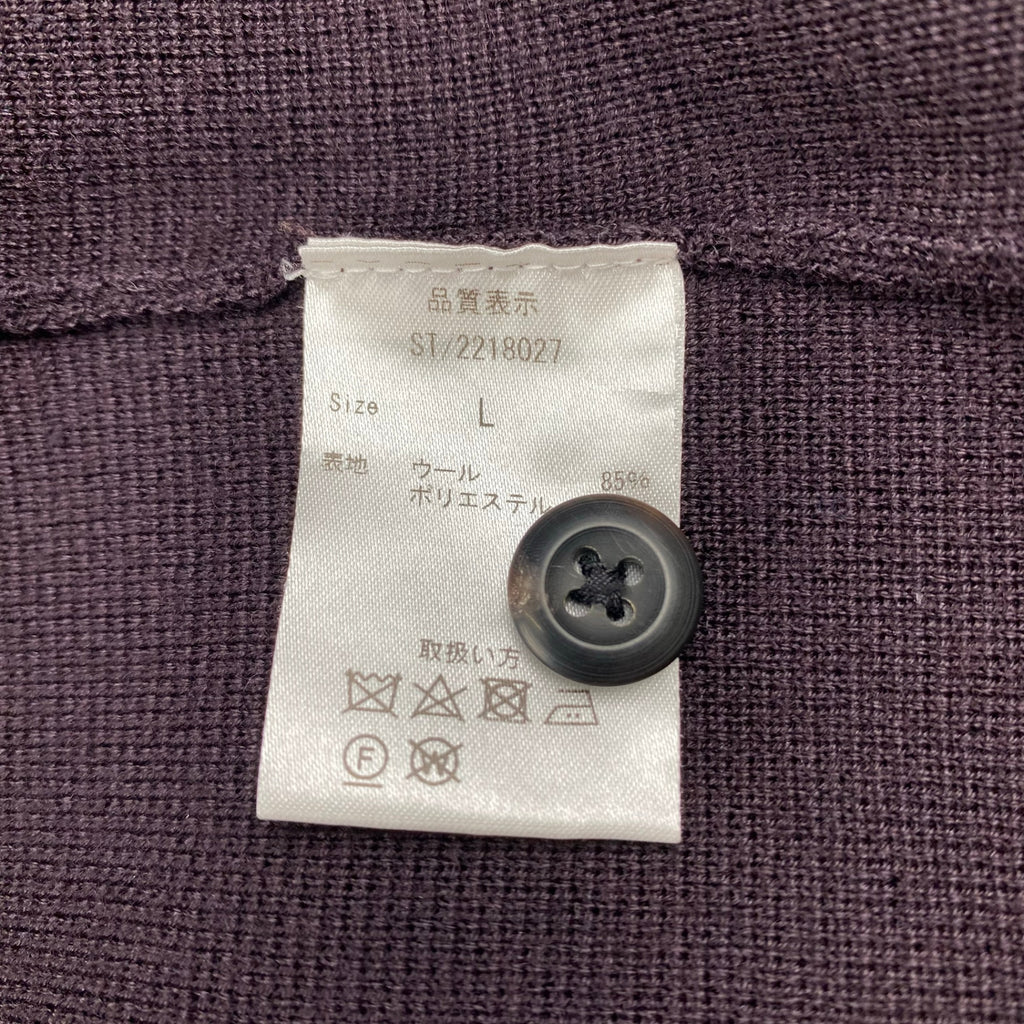 品質表示
ST/2218027
Size L
表地 ウール 85%
ポリエステル
取扱い方
F
W